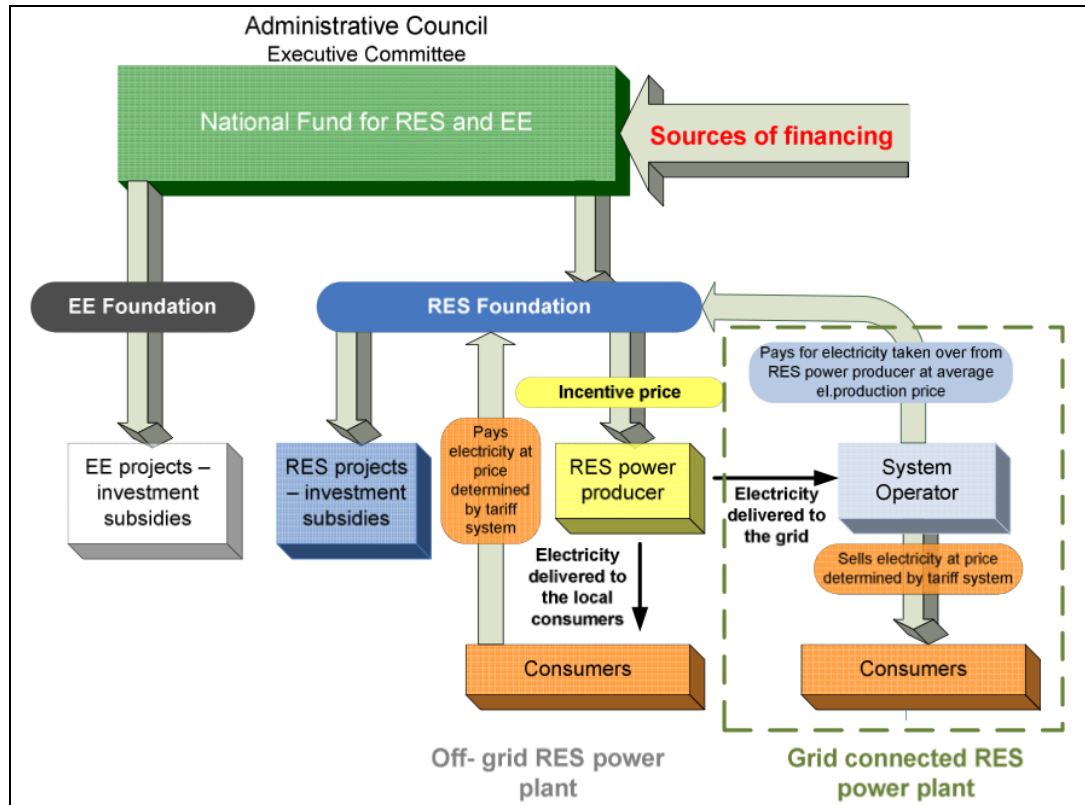 Administrative Council
Executive Committee
National Fund for RES and EE
Sources of financing
EE Foundation
RES Foundation
Pays for electricity taken over from
RES power producer at average
el.production price
Incentive price
Pays
electricity at
price
determined
by tariff
system
EE projects –
investment
subsidies
RES projects
– investment
subsidies
RES power
producer
System
Operator
Electricity
delivered to
the grid
Sells electricity at price
determined by tariff system
Electricity
delivered to
the local
consumers
Consumers
Consumers
Off- grid RES power
plant
Grid connected RES
power plant